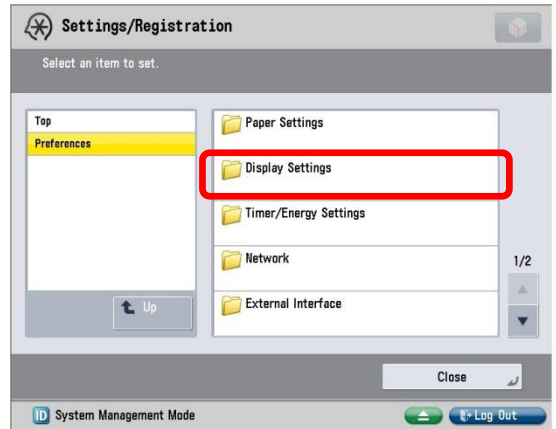 Settings/Registration
Select an item to set.
Top
Preferences
Up
Paper Settings
Display Settings
Timer/Energy Settings
Network
External Interface
1/2
Close
ID System Management Mode
Log Out